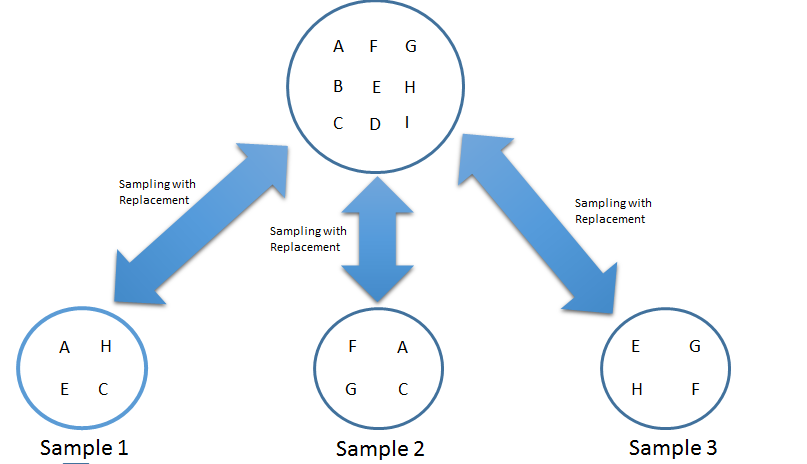 A F G
B E H
C D I
Sampling with
Replacement
Sampling with
Replacement
Sampling with
Replacement
A H
E C
Sample 1
F A
G C
Sample 2
E G
H F
Sample 3